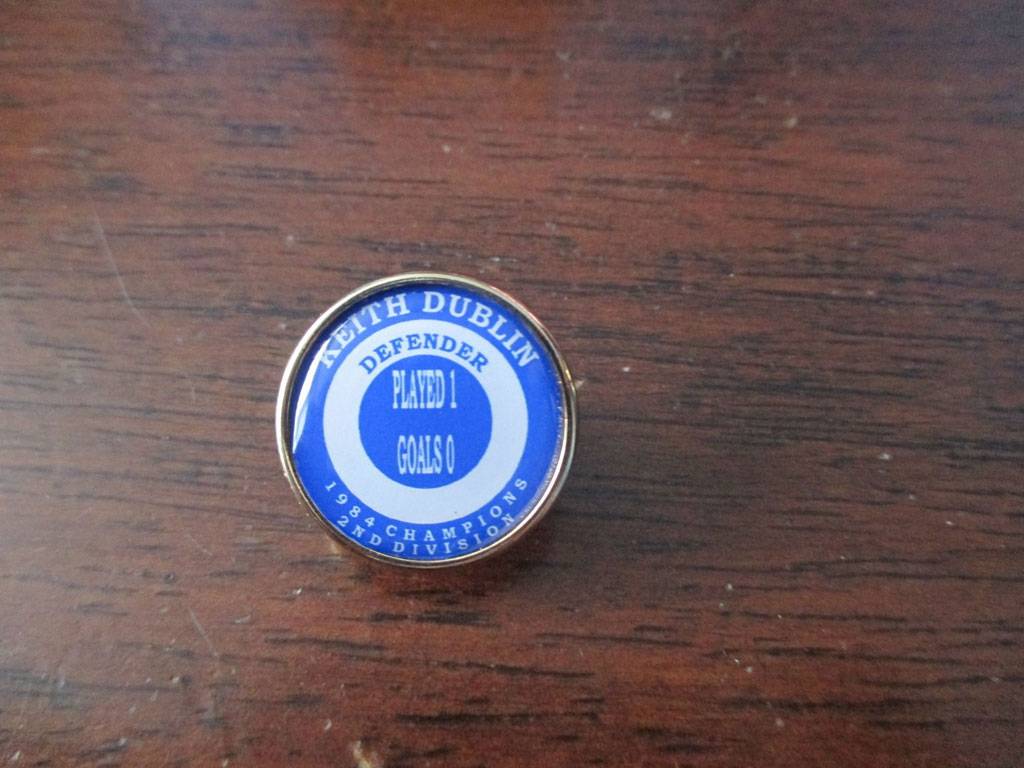 KEITH DUBLIN
DEFENDER
PLAYED 1
GOALS 0
1984 CHAMPIONS
2ND DIVISION